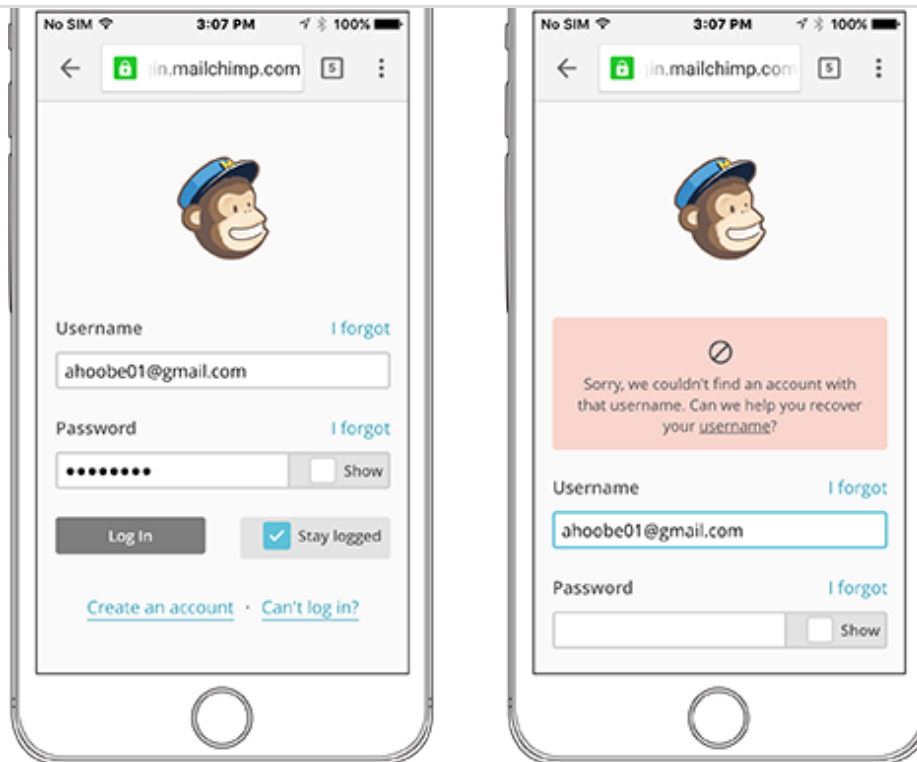 No SIM 3:07 PM 100%
in.mailchimp.com 5
Username I forgot
ahoobe01@gmail.com
Password I forgot
•••••••• Show
Log In Stay logged
Create an account · Can't log in?
No SIM 3:07 PM 100%
in.mailchimp.com 5
Sorry, we couldn't find an account with
that username. Can we help you recover
your username?
Username I forgot
ahoobe01@gmail.com
Password I forgot
Show